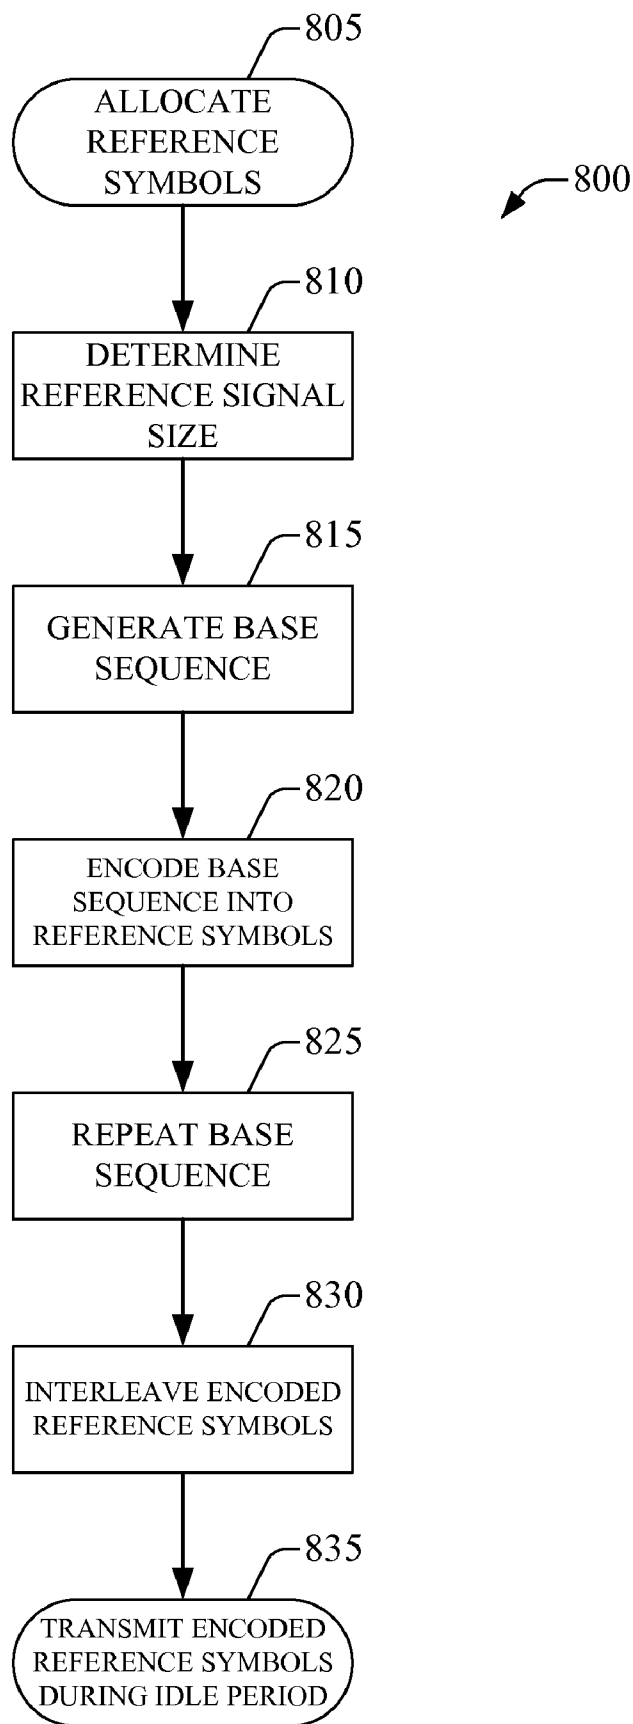 805
ALLOCATE
REFERENCE
SYMBOLS
800
810
DETERMINE
REFERENCE SIGNAL
SIZE
815
GENERATE BASE
SEQUENCE
820
ENCODE BASE
SEQUENCE INTO
REFERENCE SYMBOLS
825
REPEAT BASE
SEQUENCE
830
INTERLEAVE ENCODED
REFERENCE SYMBOLS
835
TRANSMIT ENCODED
REFERENCE SYMBOLS
DURING IDLE PERIOD